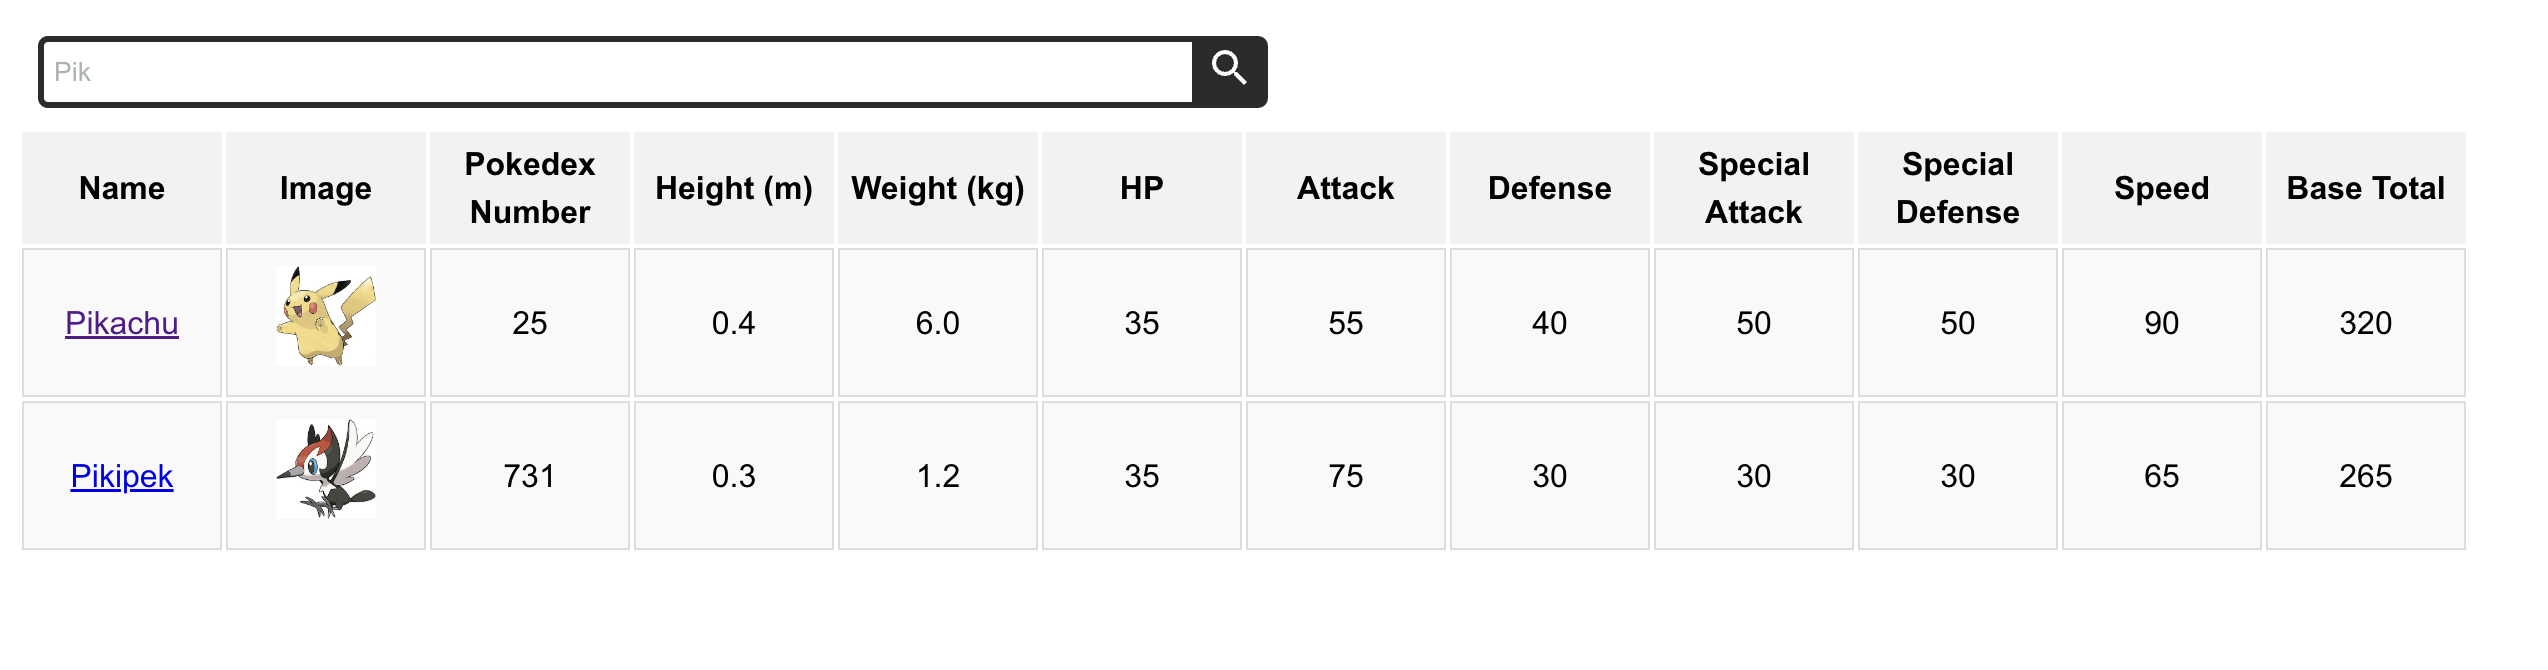 Pik
Name Image Pokedex Number Height (m) Weight (kg) HP Attack Defense Special Attack Special Defense Speed Base Total
Pikachu 25 0.4 6.0 35 55 40 50 50 90 320
Pikipek 731 0.3 1.2 35 75 30 30 30 65 265